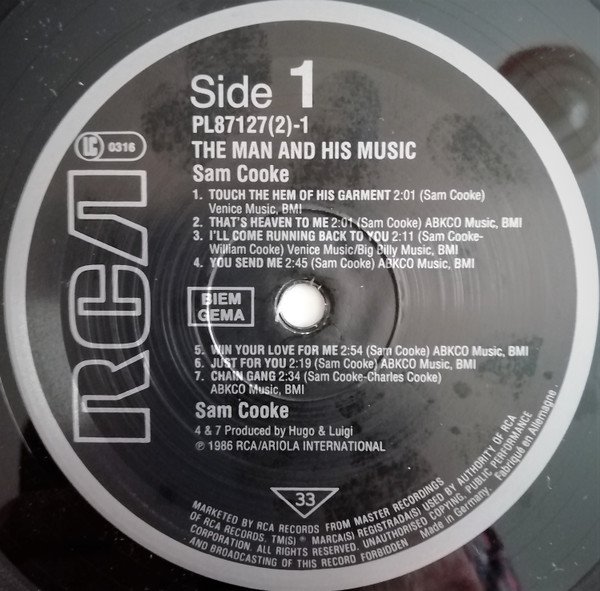 Side 1
PL87127(2)-1
THE MAN AND HIS MUSIC
Sam Cooke
LC 0316
RCA
1. TOUCH THE HEM OF HIS GARMENT 2:01 (Sam Cooke)
Venice Music, BMI
2. THAT'S HEAVEN TO ME 2:01 (Sam Cooke) ABKCO Music, BMI
3. I'LL COME RUNNING BACK TO YOU 2:11 (Sam Cooke-
William Cooke) Venice Music/Big Billy Music, BMI
4. YOU SEND ME 2:45 (Sam Cooke) ABKCO Music, BMI
BIEM
GEMA
5. WIN YOUR LOVE FOR ME 2:54 (Sam Cooke) ABKCO Music, BMI
6. JUST FOR YOU 2:19 (Sam Cooke) ABKCO Music, BMI
7. CHAIN GANG 2:34 (Sam Cooke-Charles Cooke)
ABKCO Music, BMI
Sam Cooke
4 & 7 Produced by Hugo & Luigi
℗ 1986 RCA/ARIOLA INTERNATIONAL
33
MARKETED BY RCA RECORDS FROM MASTER RECORDINGS
OF RCA RECORDS. TM(S) ® MARCA(S) REGISTRADA(S) USED BY AUTHORITY OF RCA
CORPORATION. ALL RIGHTS RESERVED. UNAUTHORISED COPYING, PUBLIC PERFORMANCE
AND BROADCASTING OF THIS RECORD FORBIDDEN Made in Germany. Fabriqué en Allemagne.